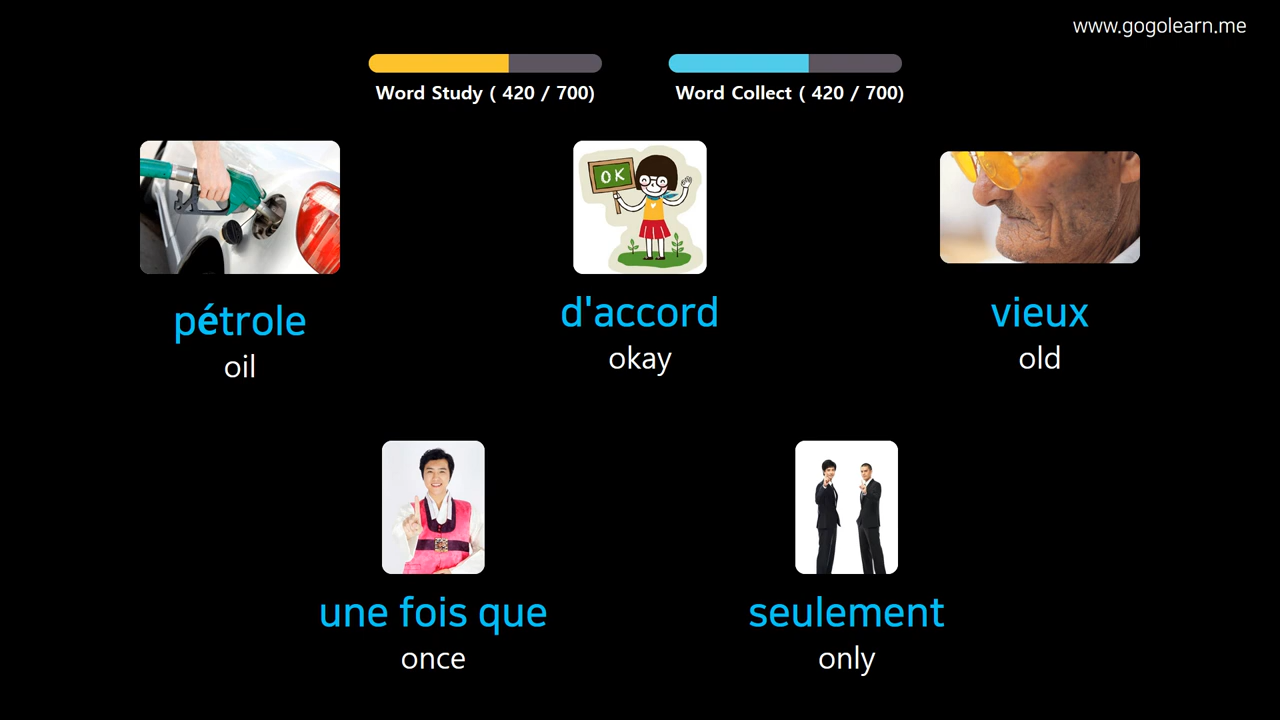 www.gogolearn.me
Word Study ( 420 / 700)
Word Collect ( 420 / 700)
OK
pétrole
oil
d'accord
okay
vieux
old
une fois que
once
seulement
only